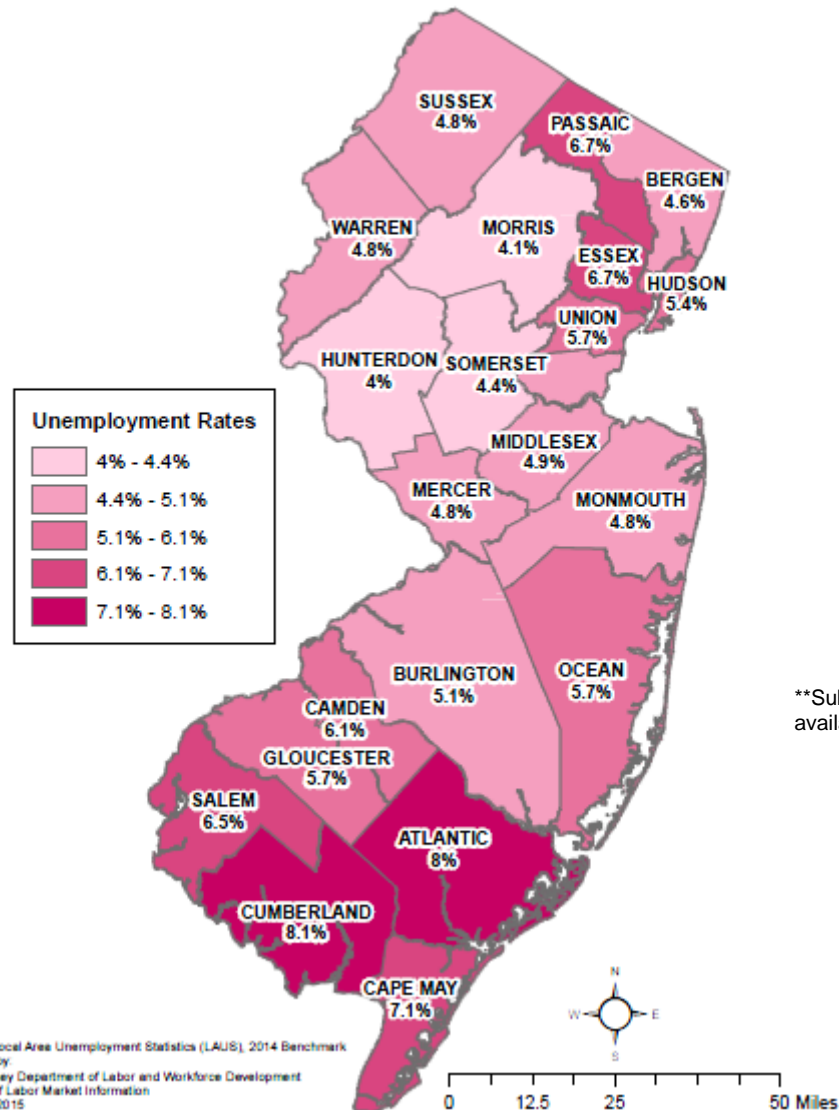 SUSSEX
4.8%
PASSAIC
6.7%
BERGEN
4.6%
WARREN
4.8%
MORRIS
4.1%
ESSEX
6.7%
HUDSON
5.4%
UNION
5.7%
HUNTERDON
4%
SOMERSET
4.4%
Unemployment Rates
4% - 4.4%
4.4% - 5.1%
5.1% - 6.1%
6.1% - 7.1%
7.1% - 8.1%
MIDDLESEX
4.9%
MERCER
4.8%
MONMOUTH
4.8%
BURLINGTON
5.1%
OCEAN
5.7%
**Sul
avail
CAMDEN
6.1%
GLOUCESTER
5.7%
SALEM
6.5%
ATLANTIC
8%
CUMBERLAND
8.1%
CAPE MAY
7.1%
N
W E
S
ocal Area Unemployment Statistics (LAUS), 2014 Benchmark
by:
ey Department of Labor and Workforce Development
f Labor Market Information
2015
0 12.5 25 50 Miles